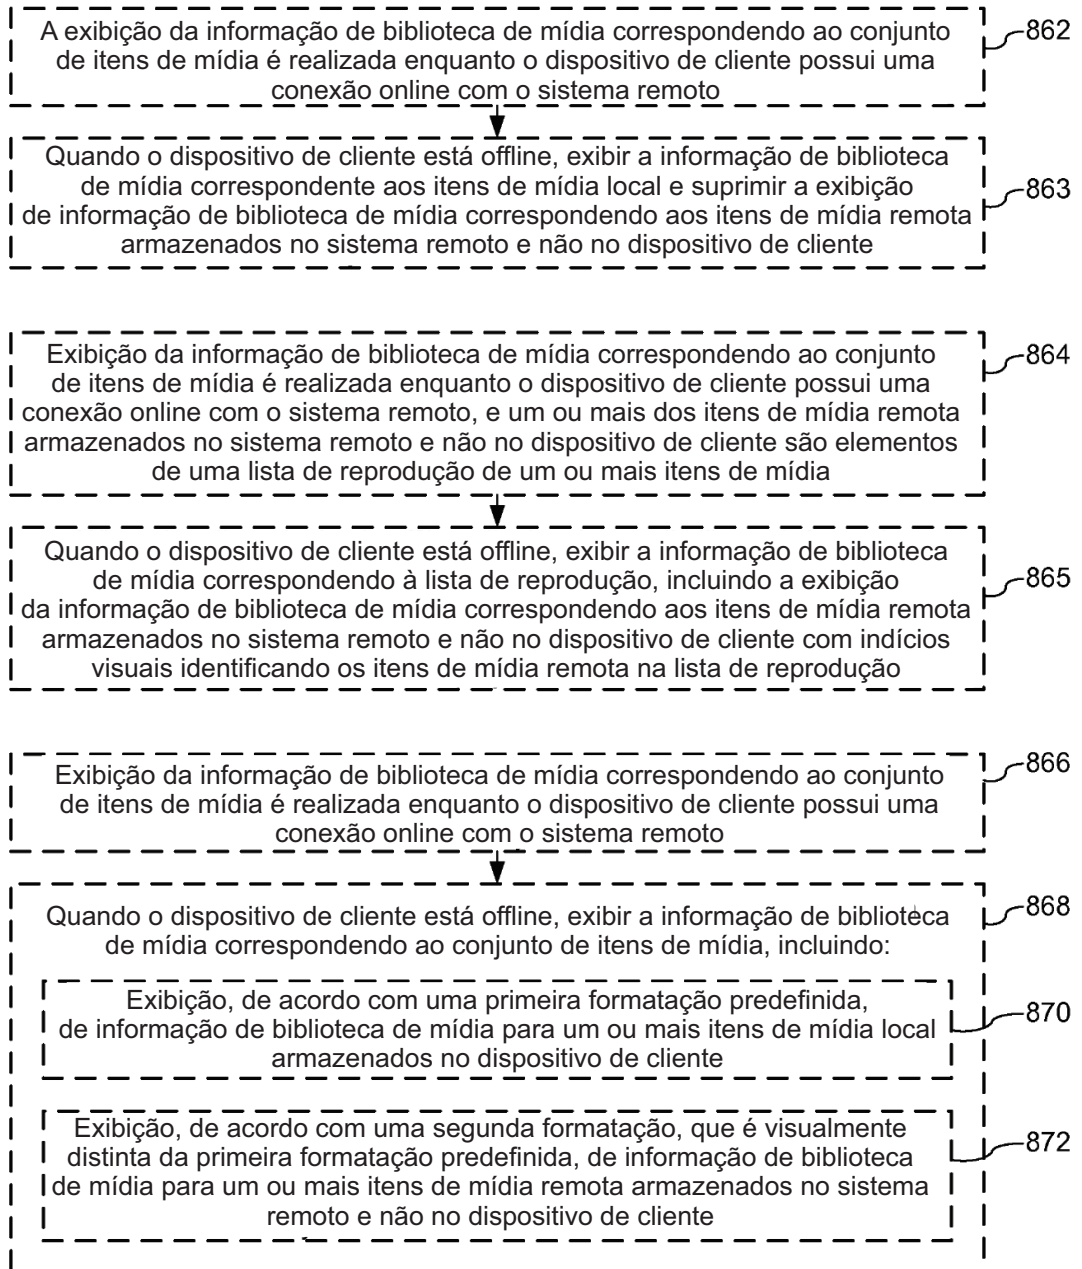 A exibição da informação de biblioteca de mídia correspondendo ao conjunto
de itens de mídia é realizada enquanto o dispositivo de cliente possui uma
conexão online com o sistema remoto
862
Quando o dispositivo de cliente está offline, exibir a informação de biblioteca
de mídia correspondente aos itens de mídia local e suprimir a exibição
de informação de biblioteca de mídia correspondendo aos itens de mídia remota
armazenados no sistema remoto e não no dispositivo de cliente
863
Exibição da informação de biblioteca de mídia correspondendo ao conjunto
de itens de mídia é realizada enquanto o dispositivo de cliente possui uma
conexão online com o sistema remoto, e um ou mais dos itens de mídia remota
armazenados no sistema remoto e não no dispositivo de cliente são elementos
de uma lista de reprodução de um ou mais itens de mídia
864
Quando o dispositivo de cliente está offline, exibir a informação de biblioteca
de mídia correspondendo à lista de reprodução, incluindo a exibição
da informação de biblioteca de mídia correspondendo aos itens de mídia remota
armazenados no sistema remoto e não no dispositivo de cliente com indícios
visuais identificando os itens de mídia remota na lista de reprodução
865
Exibição da informação de biblioteca de mídia correspondendo ao conjunto
de itens de mídia é realizada enquanto o dispositivo de cliente possui uma
conexão online com o sistema remoto
866
Quando o dispositivo de cliente está offline, exibir a informação de biblioteca
de mídia correspondendo ao conjunto de itens de mídia, incluindo:
868
Exibição, de acordo com uma primeira formatação predefinida,
de informação de biblioteca de mídia para um ou mais itens de mídia local
armazenados no dispositivo de cliente
870
Exibição, de acordo com uma segunda formatação, que é visualmente
distinta da primeira formatação predefinida, de informação de biblioteca
de mídia para um ou mais itens de mídia remota armazenados no sistema
remoto e não no dispositivo de cliente
872